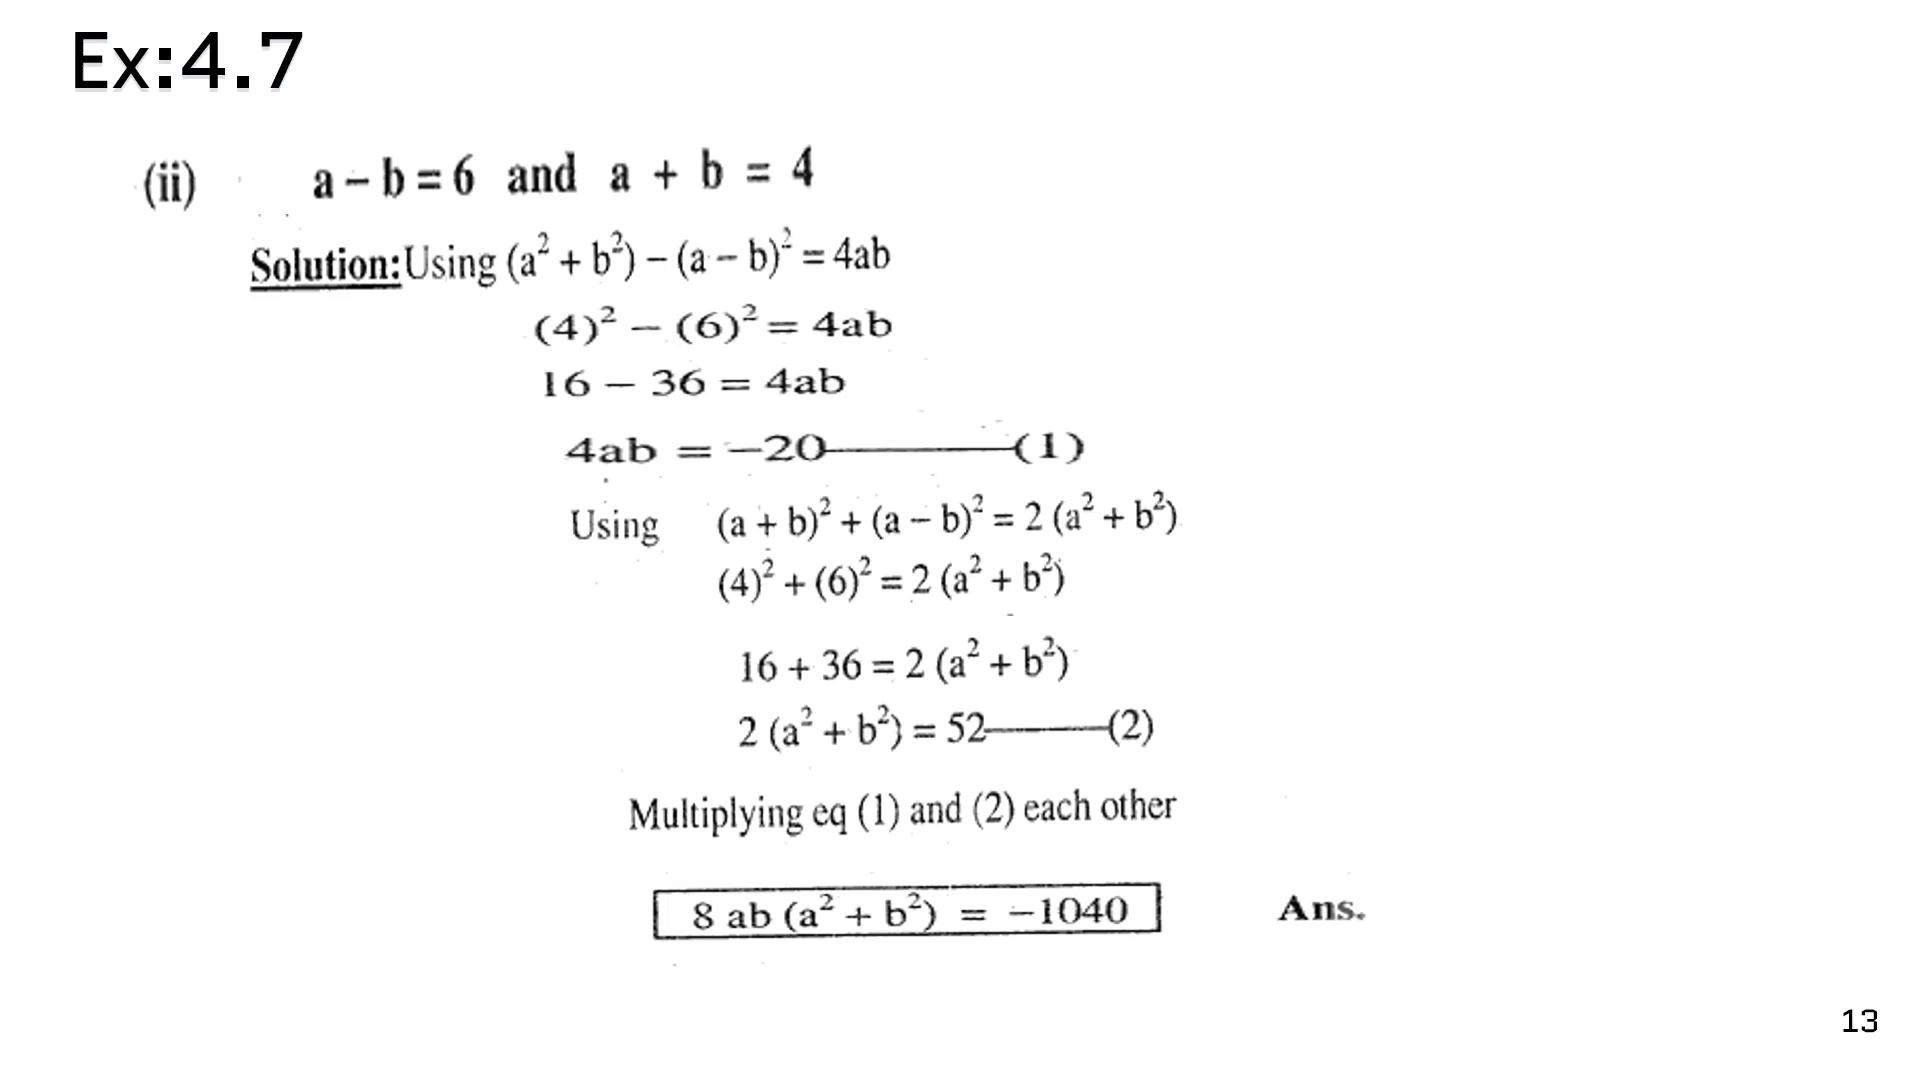 Ex:4.7
(ii) a – b = 6 and a + b = 4
Solution: Using (a² + b²) – (a – b)² = 4ab
(4)² – (6)² = 4ab
16 – 36 = 4ab
4ab = –20———(1)
Using (a + b)² + (a – b)² = 2 (a² + b²)
(4)² + (6)² = 2 (a² + b²)
16 + 36 = 2 (a² + b²)
2 (a² + b²) = 52———(2)
Multiplying eq (1) and (2) each other
8 ab (a² + b²) = –1040 Ans.
13